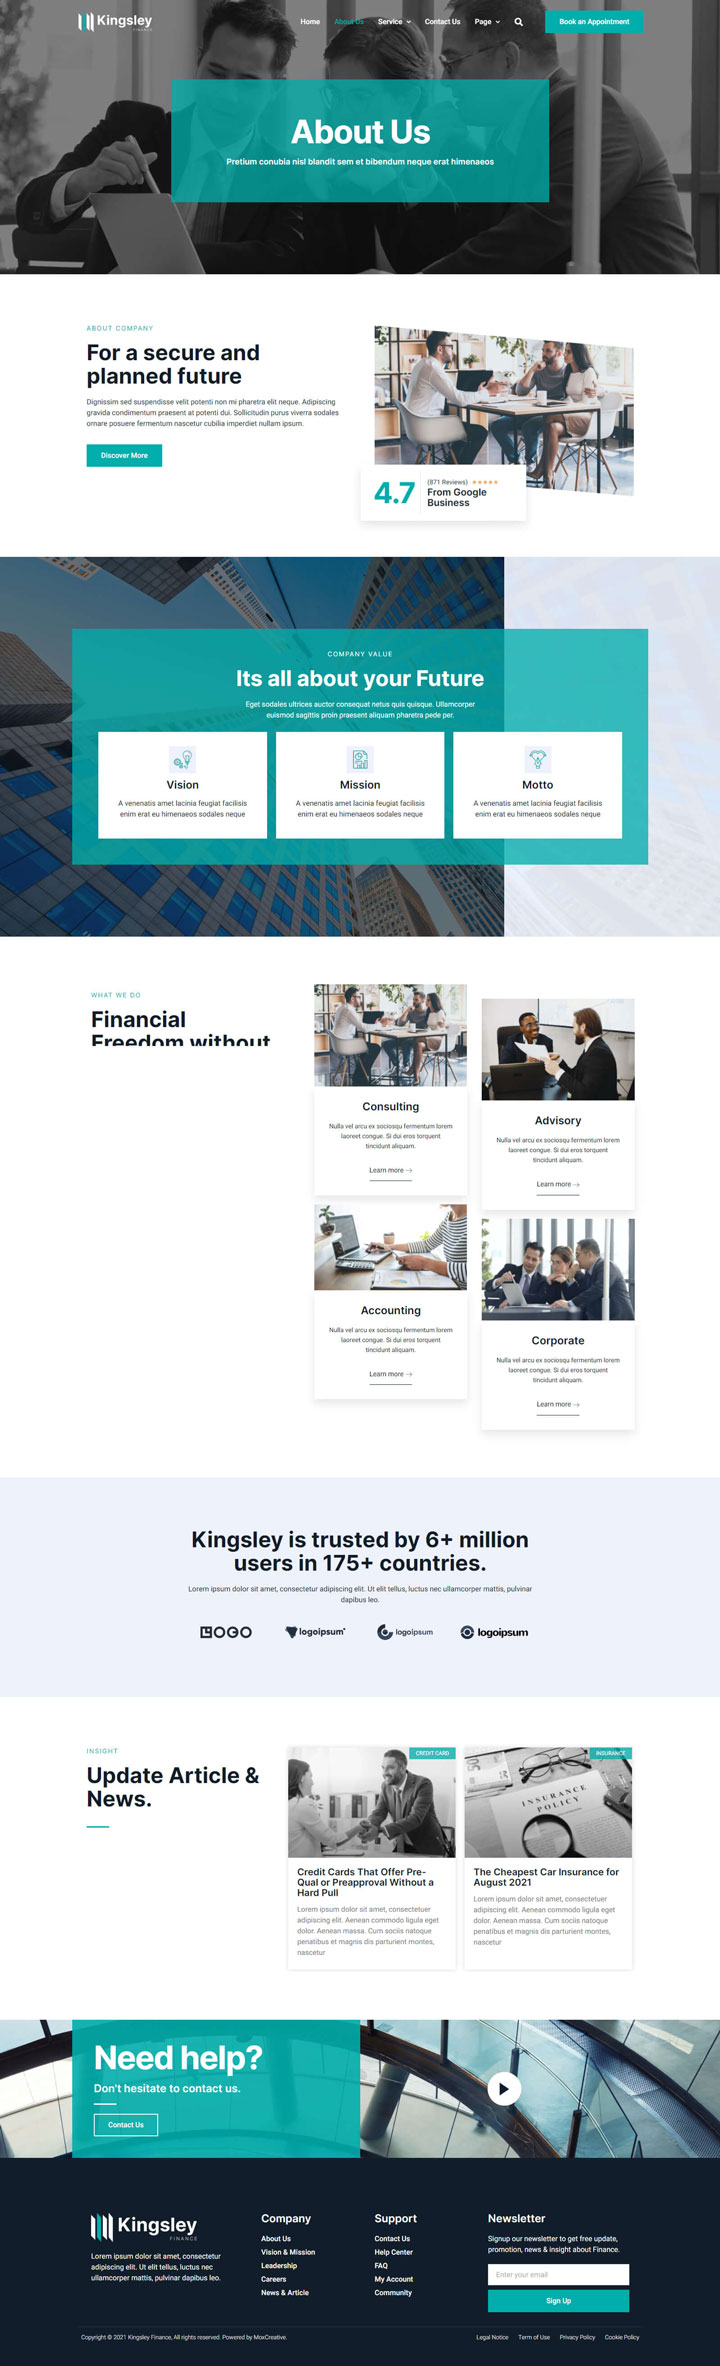 Kingsley
FINANCE
Home
About Us
Service
Contact Us
Page
Book an Appointment
About Us
Pretium conubia nisl blandit sem et bibendum neque erat himenaeos
ABOUT COMPANY
For a secure and
planned future
Dignissim sed suspendisse velit potenti non mi pharetra elit neque. Adipiscing
gravida condimentum praesent at potenti dui. Sollicitudin purus viverra sodales
ornare posuere fermentum nascetur cubilia imperdiet nullam ipsum.
Discover More
4.7
(871 Reviews) ★★★★★
From Google
Business
COMPANY VALUE
Its all about your Future
Eget sodales ultrices auctor consequat netus quis quisque. Ullamcorper
euismod sagittis proin praesent aliquam pharetra pede per.
Vision
A venenatis amet lacinia feugiat facilisis
enim erat eu himenaeos sodales neque
Mission
A venenatis amet lacinia feugiat facilisis
enim erat eu himenaeos sodales neque
Motto
A venenatis amet lacinia feugiat facilisis
enim erat eu himenaeos sodales neque
WHAT WE DO
Financial
Freedom without
Consulting
Nulla vel arcu ex sociosqu fermentum lorem
laoreet congue. Si dui eros torquent
tincidunt aliquam.
Learn more →
Advisory
Nulla vel arcu ex sociosqu fermentum lorem
laoreet congue. Si dui eros torquent
tincidunt aliquam.
Learn more →
Accounting
Nulla vel arcu ex sociosqu fermentum lorem
laoreet congue. Si dui eros torquent
tincidunt aliquam.
Learn more →
Corporate
Nulla vel arcu ex sociosqu fermentum lorem
laoreet congue. Si dui eros torquent
tincidunt aliquam.
Learn more →
Kingsley is trusted by 6+ million
users in 175+ countries.
Lorem ipsum dolor sit amet, consectetur adipiscing elit. Ut elit tellus, luctus nec ullamcorper mattis, pulvinar
dapibus leo.
LOGO
logoipsum
logoipsum
logoipsum
INSIGHT
Update Article &
News.
CREDIT CARD
Credit Cards That Offer Pre-
Qual or Preapproval Without a
Hard Pull
Lorem ipsum dolor sit amet, consectetuer
adipiscing elit. Aenean commodo ligula eget
dolor. Aenean massa. Cum sociis natoque
penatibus et magnis dis parturient montes,
nascetur
INSURANCE
INSURANCE
POLICY
The Cheapest Car Insurance for
August 2021
Lorem ipsum dolor sit amet, consectetuer
adipiscing elit. Aenean commodo ligula eget
dolor. Aenean massa. Cum sociis natoque
penatibus et magnis dis parturient montes,
nascetur
Need help?
Don't hesitate to contact us.
Contact Us
Kingsley
FINANCE
Lorem ipsum dolor sit amet, consectetur
adipiscing elit. Ut elit tellus, luctus nec
ullamcorper mattis, pulvinar dapibus leo.
Company
About Us
Vision & Mission
Leadership
Careers
News & Article
Support
Contact Us
Help Center
FAQ
My Account
Community
Newsletter
Signup our newsletter to get free update,
promotion, news & insight about Finance.
Enter your email
Sign Up
Copyright © 2021 Kingsley Finance, All rights reserved. Powered by MoxCreative.
Legal Notice
Term of Use
Privacy Policy
Cookie Policy